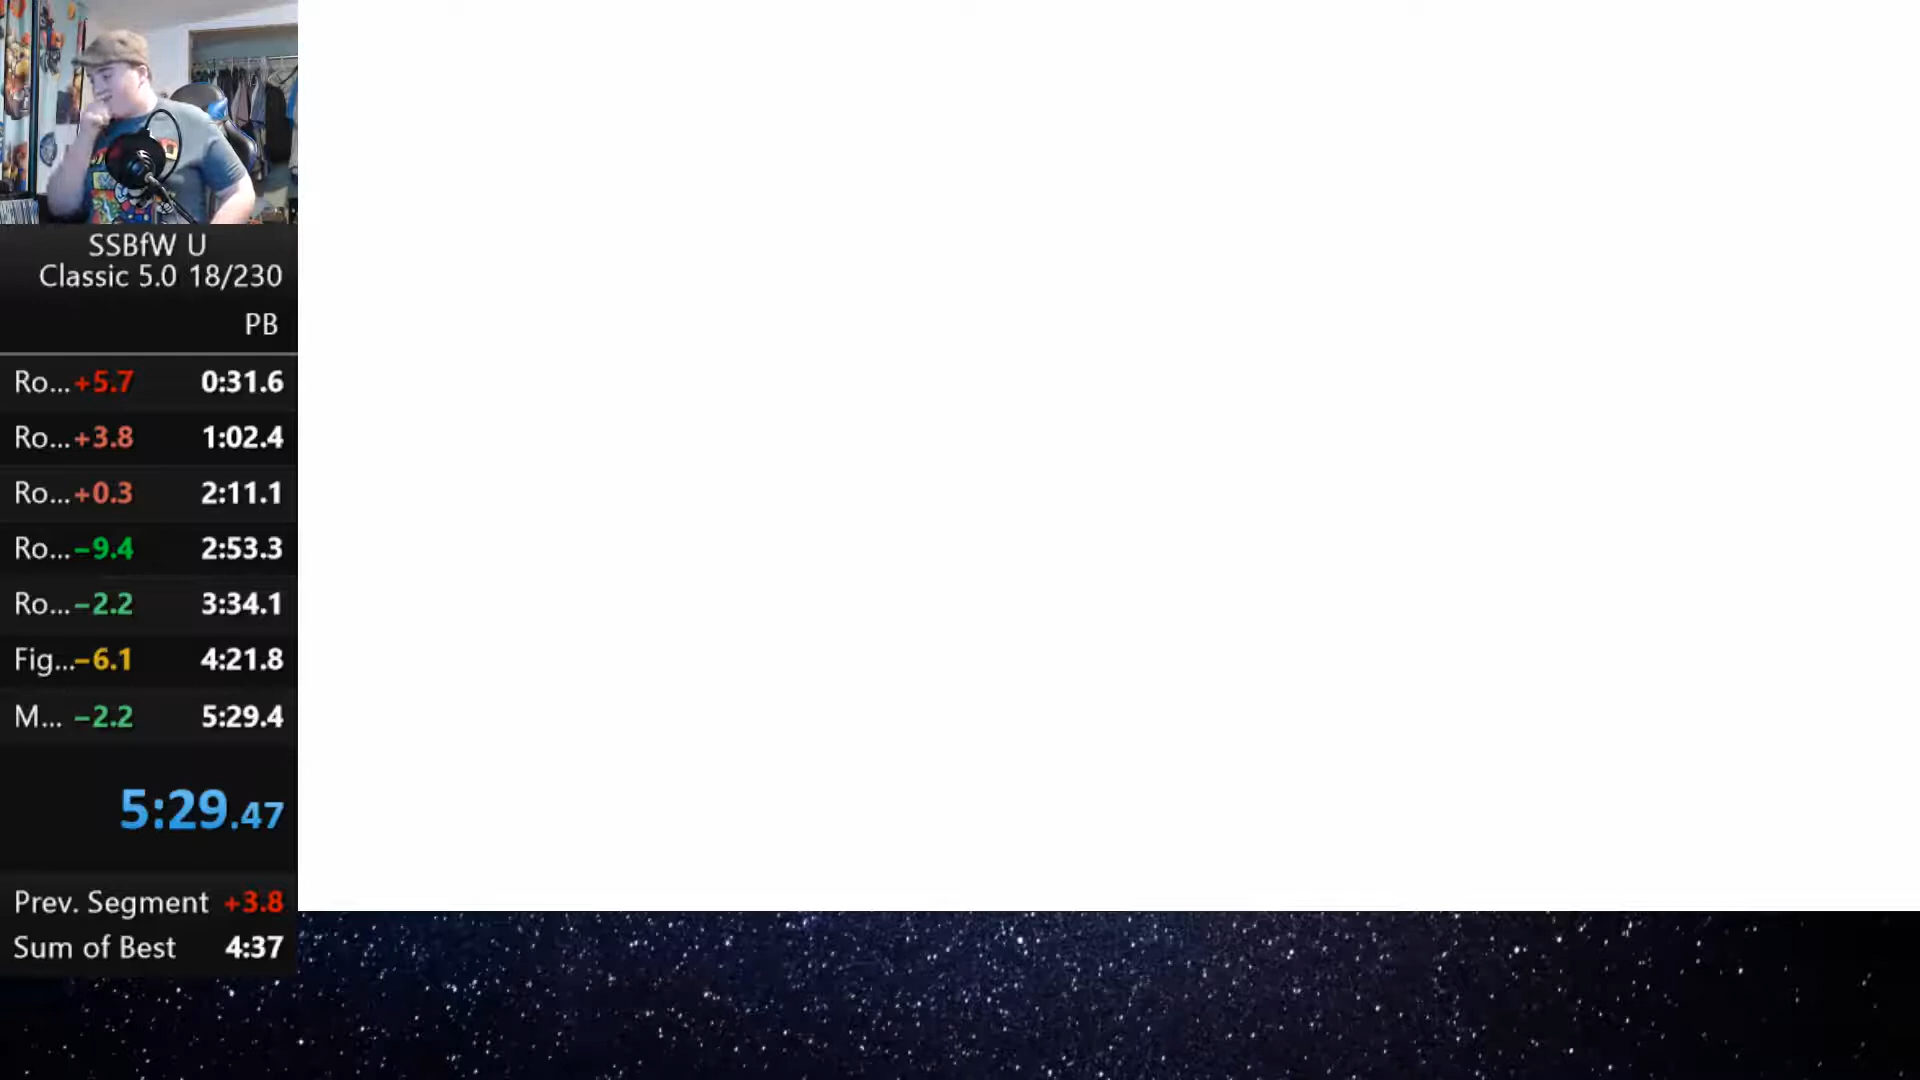 SSBfW U
Classic 5.0 18/230
PB
Ro... +5.7 0:31.6
Ro... +3.8 1:02.4
Ro... +0.3 2:11.1
Ro... −9.4 2:53.3
Ro... −2.2 3:34.1
Fig... −6.1 4:21.8
M... −2.2 5:29.4
5:29.47
Prev. Segment +3.8
Sum of Best 4:37